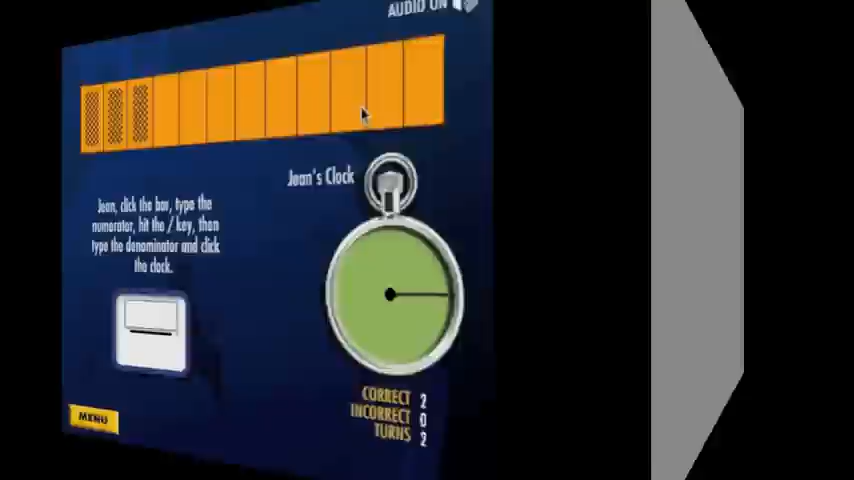 AUDIO ON
Jean's Clock
Jean, click the bar, type the
numerator, hit the / key, then
type the denominator and click
the clock.
CORRECT 2
INCORRECT 0
TURNS 2
MENU